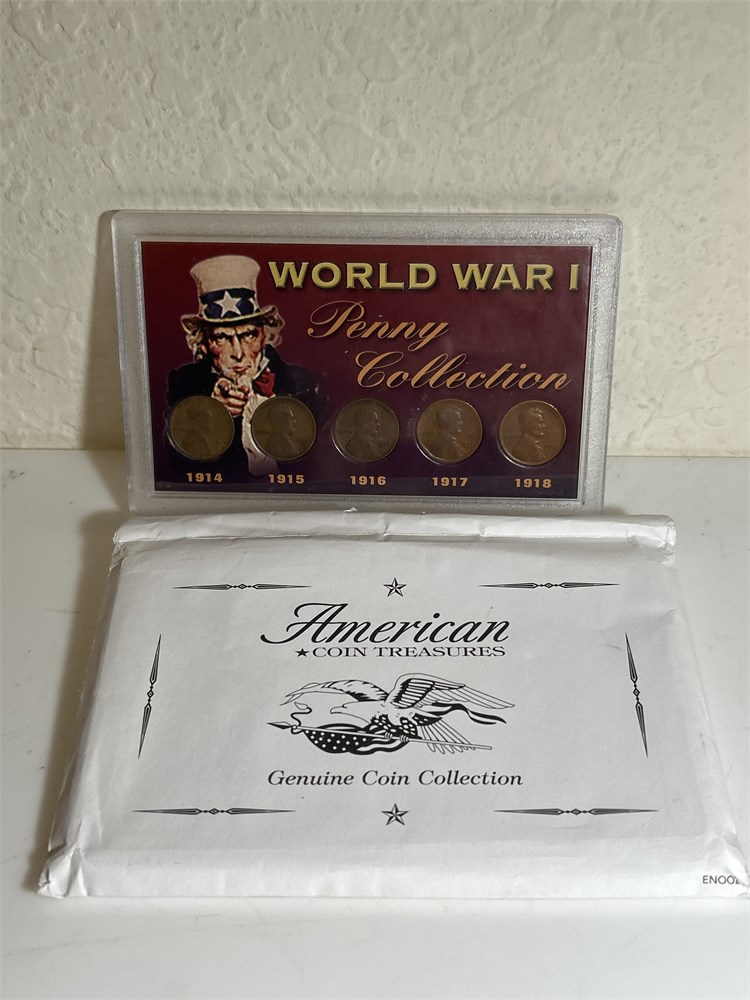 WORLD WAR I
Penny
Collection
1914 1915 1916 1917 1918
American
★COIN TREASURES
Genuine Coin Collection